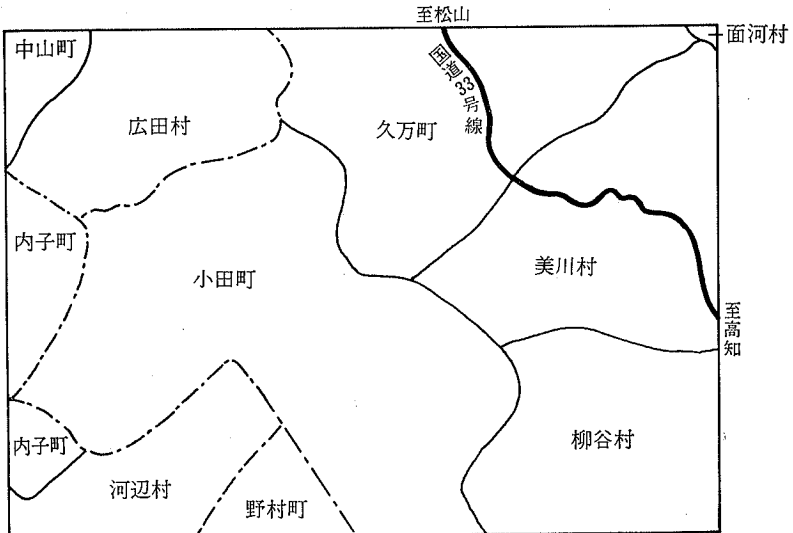 至松山
中山町
面河村
国道33号線
広田村
久万町
内子町
美川村
小田町
至高知
内子町
柳谷村
河辺村
野村町